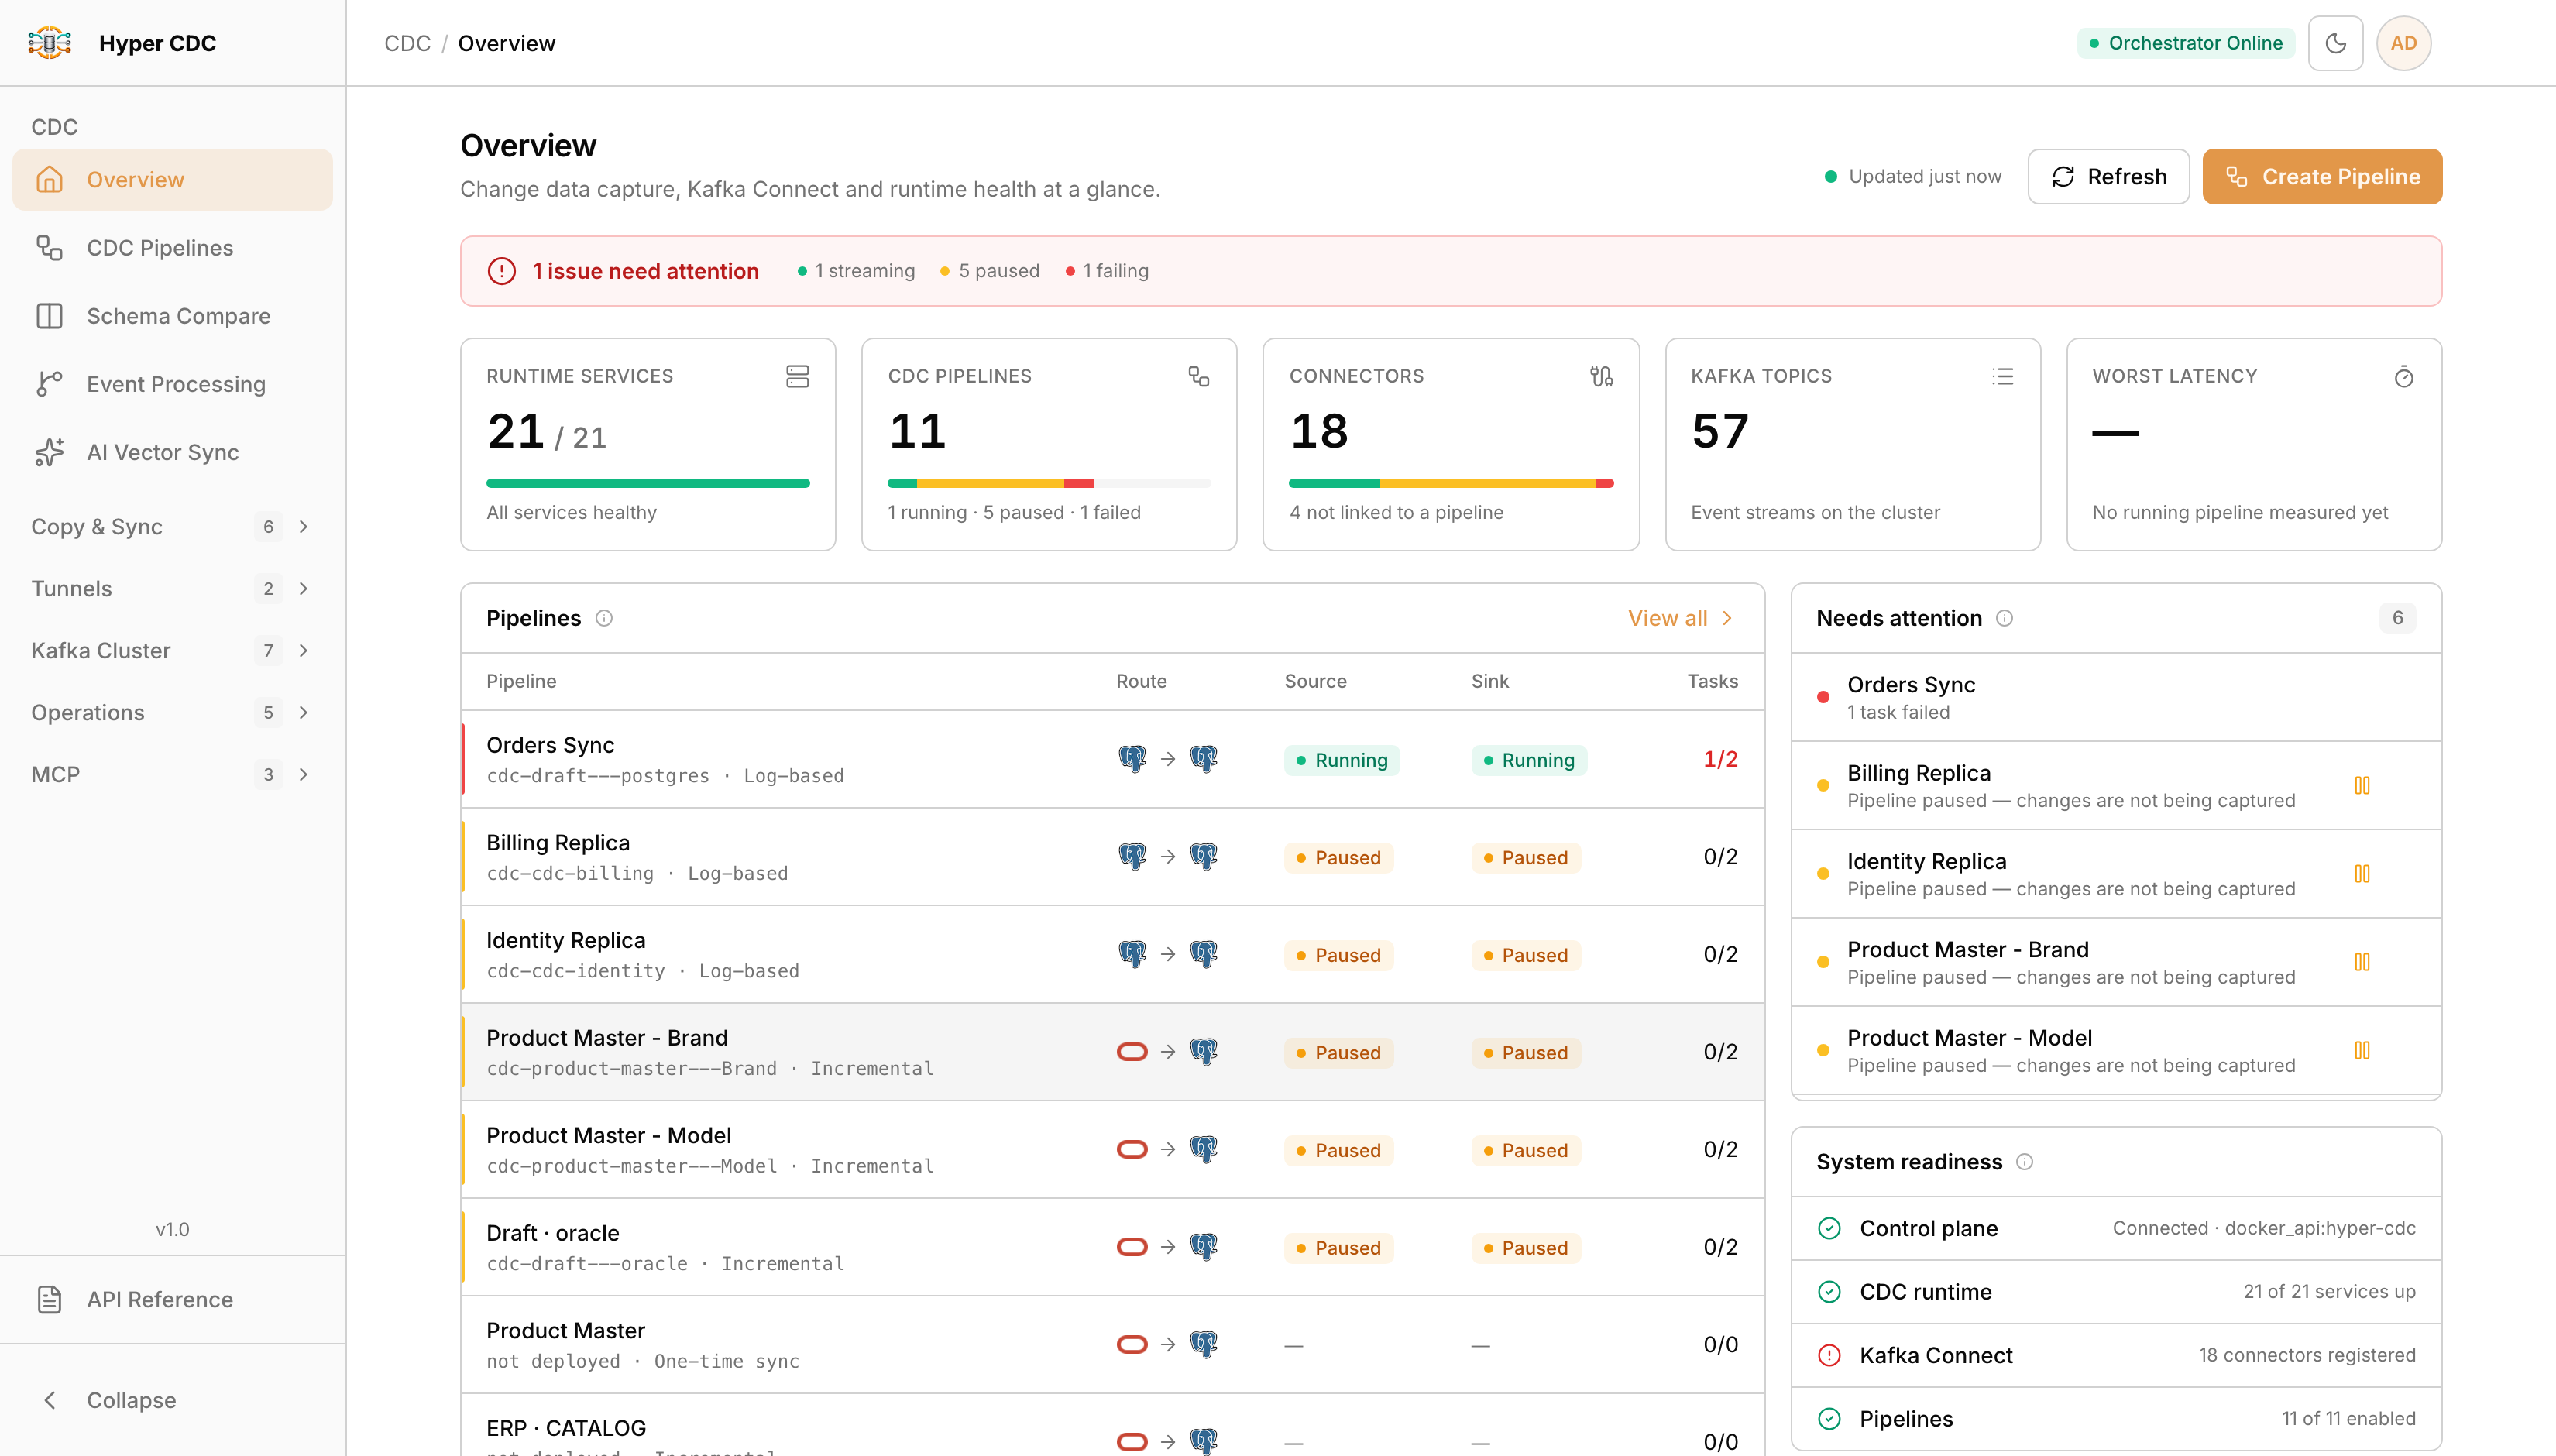 Hyper CDC
CDC / Overview
Orchestrator Online
AD
CDC
Overview
CDC Pipelines
Schema Compare
Event Processing
AI Vector Sync
Copy & Sync 6
Tunnels 2
Kafka Cluster 7
Operations 5
MCP 3
v1.0
API Reference
Collapse
Overview
Change data capture, Kafka Connect and runtime health at a glance.
Updated just now
Refresh
Create Pipeline
1 issue need attention
1 streaming
5 paused
1 failing
RUNTIME SERVICES
21 / 21
All services healthy
CDC PIPELINES
11
1 running · 5 paused · 1 failed
CONNECTORS
18
4 not linked to a pipeline
KAFKA TOPICS
57
Event streams on the cluster
WORST LATENCY
—
No running pipeline measured yet
Pipelines
View all
Pipeline Route Source Sink Tasks
Orders Sync
cdc-draft---postgres · Log-based
Running Running 1/2
Billing Replica
cdc-cdc-billing · Log-based
Paused Paused 0/2
Identity Replica
cdc-cdc-identity · Log-based
Paused Paused 0/2
Product Master - Brand
cdc-product-master---Brand · Incremental
Paused Paused 0/2
Product Master - Model
cdc-product-master---Model · Incremental
Paused Paused 0/2
Draft · oracle
cdc-draft---oracle · Incremental
Paused Paused 0/2
Product Master
not deployed · One-time sync
— — 0/0
ERP · CATALOG
not deployed · Incremental
— — 0/0
Needs attention
6
Orders Sync
1 task failed
Billing Replica
Pipeline paused — changes are not being captured
Identity Replica
Pipeline paused — changes are not being captured
Product Master - Brand
Pipeline paused — changes are not being captured
Product Master - Model
Pipeline paused — changes are not being captured
System readiness
Control plane
Connected · docker_api:hyper-cdc
CDC runtime
21 of 21 services up
Kafka Connect
18 connectors registered
Pipelines
11 of 11 enabled